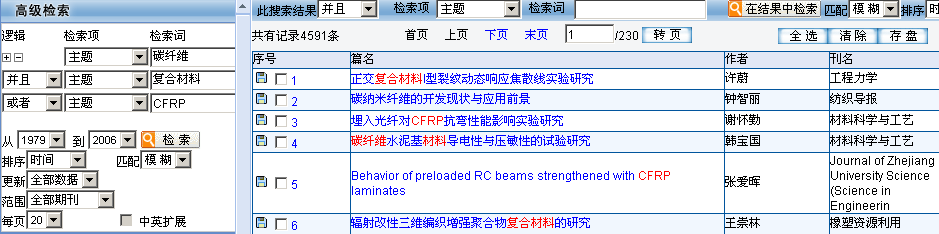 高级检索
逻辑 检索项 检索词
主题 碳纤维
并且 主题 复合材料
或者 主题 CFRP
从 1979 到 2006 检 索
排序 时间 匹配 模 糊
更新 全部数据
范围 全部期刊
每页 20 中英扩展
此搜索结果 并且 检索项 主题 检索词 在结果中检索 匹配 模 糊 排序 时
共有记录4591条 首页 上页 下页 末页 1 /230 转 页 全 选 清 除 存 盘
序号 篇名 作者 刊名
1 正交复合材料I型裂纹动态响应焦散线实验研究 许蔚 工程力学
2 碳纳米纤维的开发现状与应用前景 钟智丽 纺织导报
3 埋入光纤对CFRP抗弯性能影响实验研究 谢怀勤 材料科学与工艺
4 碳纤维水泥基材料导电性与压敏性的试验研究 韩宝国 材料科学与工艺
5 Behavior of preloaded RC beams strengthened with CFRP
laminates
张爱晖
Journal of Zhejiang
University Science
(Science in
Engineerin
6 辐射改性三维编织增强聚合物复合材料的研究 王崇林 橡塑资源利用